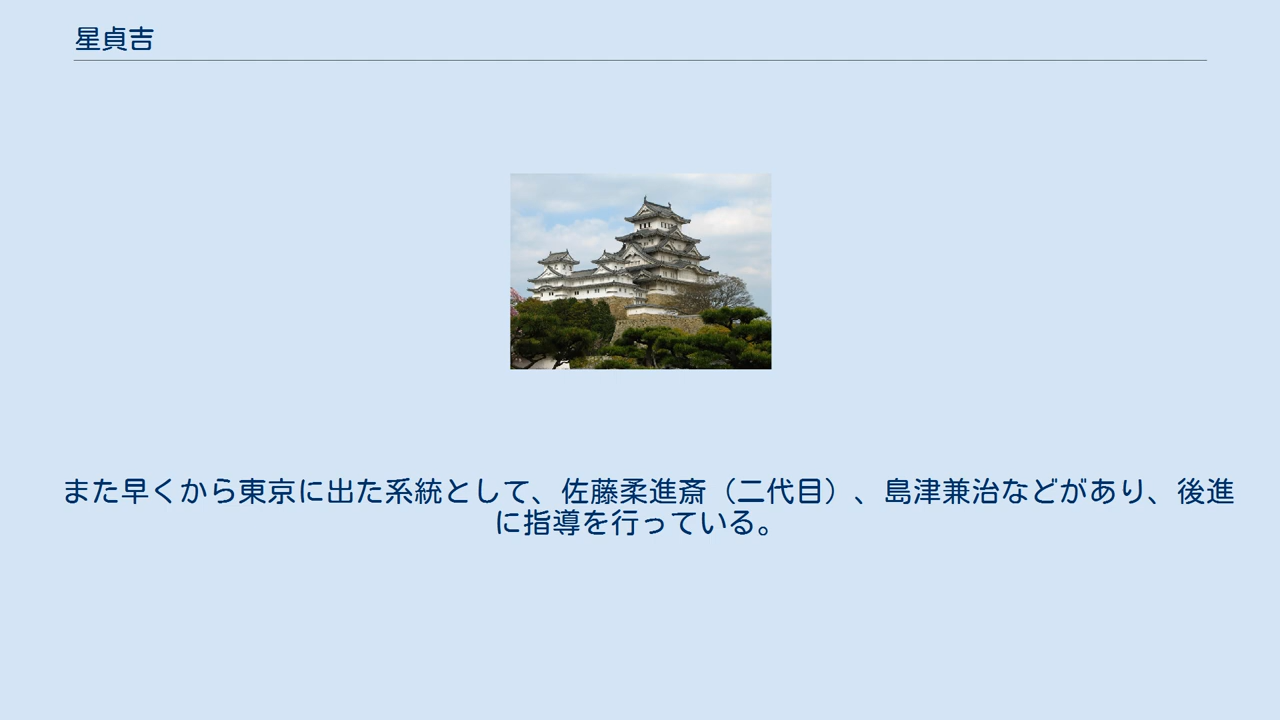 星貞吉
また早くから東京に出た系統として、佐藤柔進斎（二代目）、島津兼治などがあり、後進
に指導を行っている。